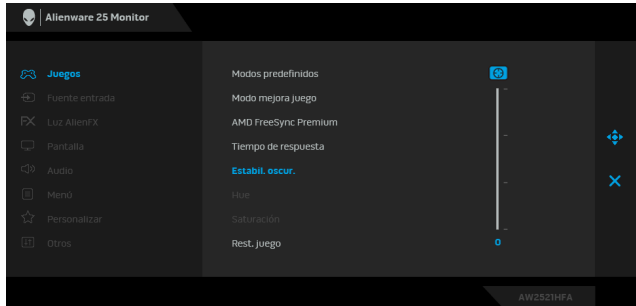 Alienware 25 Monitor
Juegos
Fuente entrada
FX Luz AlienFX
Pantalla
Audio
Menú
Personalizar
Otros
Modos predefinidos
Modo mejora juego
AMD FreeSync Premium
Tiempo de respuesta
Estabil. oscur.
Hue
Saturación
Rest. juego
0
AW2521HFA